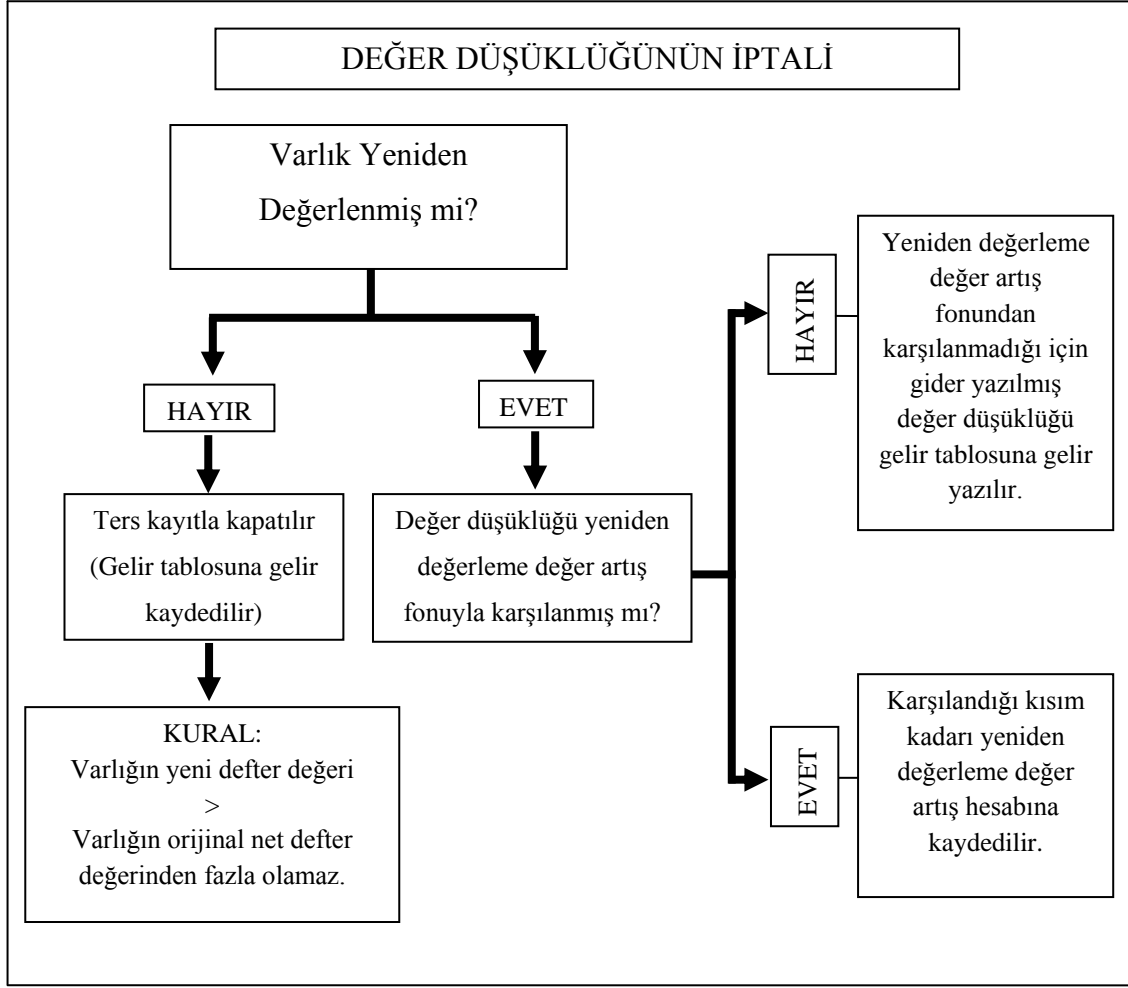 DEĞER DÜŞÜKLÜĞÜNÜN İPTALİ
Varlık Yeniden
Değerlenmiş mi?
HAYIR
EVET
Ters kayıtla kapatılır
(Gelir tablosuna gelir
kaydedilir)
Değer düşüklüğü yeniden
değerleme değer artış
fonuyla karşılanmış mı?
KURAL:
Varlığın yeni defter değeri
>
Varlığın orijinal net defter
değerinden fazla olamaz.
HAYIR
Yeniden değerleme
değer artış
fonundan
karşılanmadığı için
gider yazılmış
değer düşüklüğü
gelir tablosuna gelir
yazılır.
EVET
Karşılandığı kısım
kadarı yeniden
değerleme değer
artış hesabına
kaydedilir.